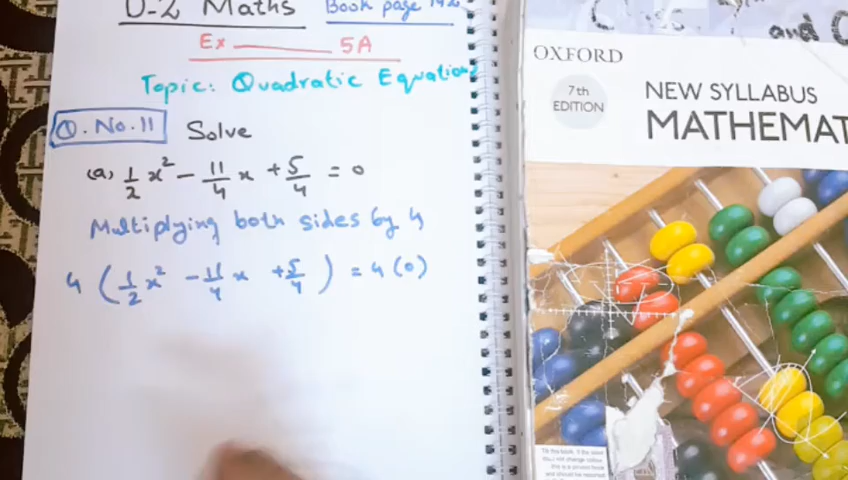 D-2 Maths
Book page
Ex ________ 5A
Topic: Quadratic Equations
Q. No. 11 Solve
(a) 1/2 x² - 11/4 x + 5/4 = 0
Multiplying both sides by 4
4 ( 1/2 x² - 11/4 x + 5/4 ) = 4 (0)
and
OXFORD
7th
EDITION
NEW SYLLABUS
MATHEMAT